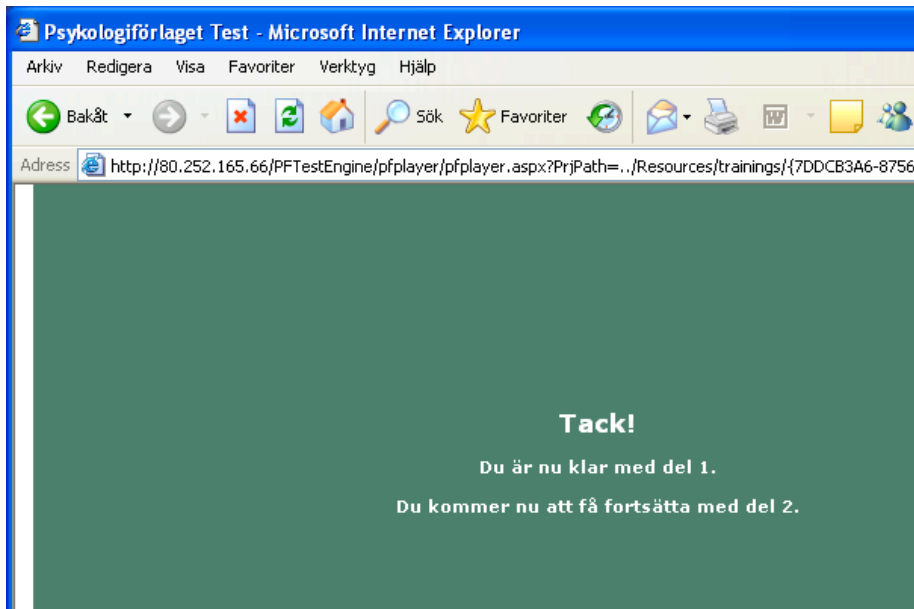 Psykologiförlaget Test - Microsoft Internet Explorer
Arkiv Redigera Visa Favoriter Verktyg Hjälp
Bakåt Sök Favoriter W
Adress http://80.252.165.66/PFTestEngine/pfplayer/pfplayer.aspx?PrjPath=../Resources/trainings/{7DDCB3A6-8756
Tack!
Du är nu klar med del 1.
Du kommer nu att få fortsätta med del 2.